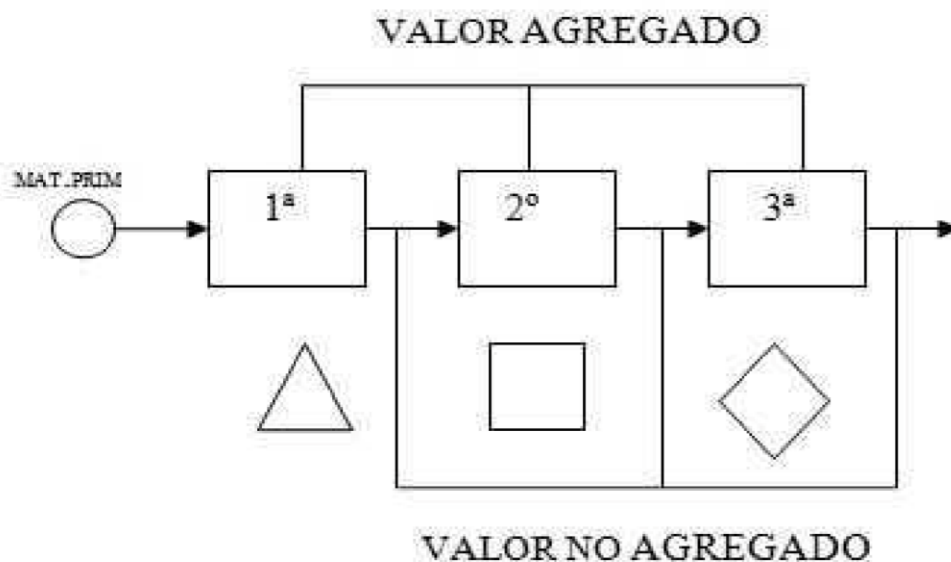 VALOR AGREGADO
MAT..PRIM
1ª
2º
3ª
VALOR NO AGREGADO